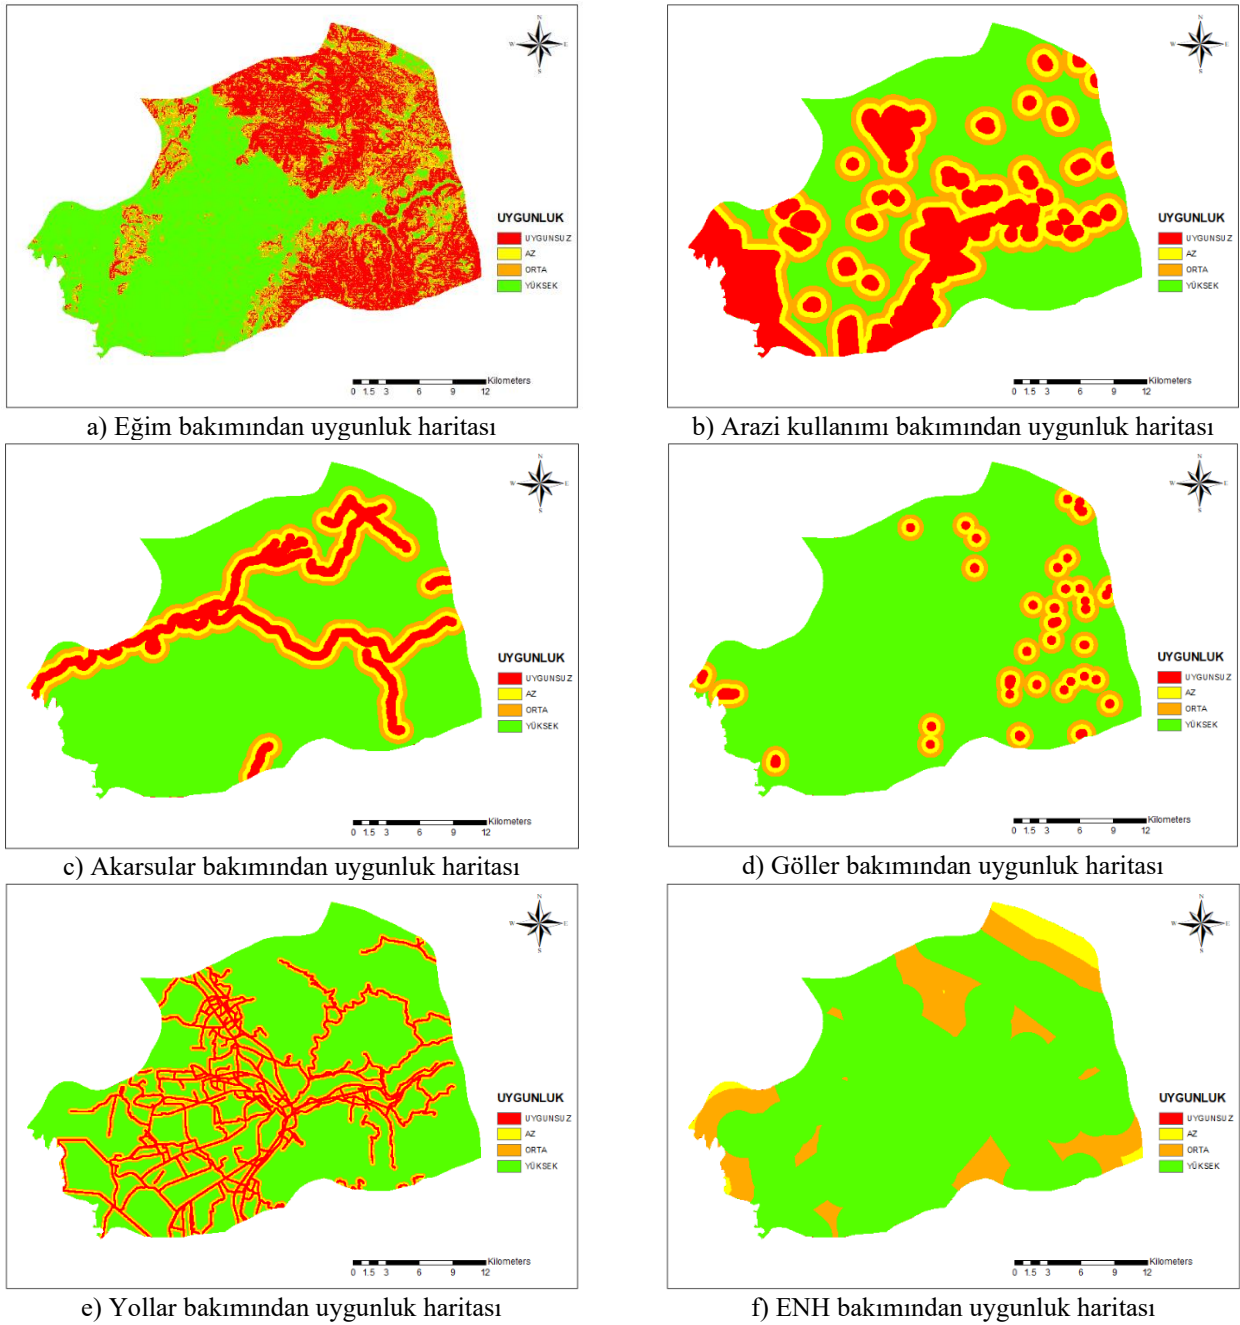 N
W E
S
UYGUNLUK
UYGUNSUZ
AZ
ORTA
YÜKSEK
Kilometers
0 1.5 3 6 9 12
a) Eğim bakımından uygunluk haritası
N
W E
S
UYGUNLUK
UYGUNSUZ
AZ
ORTA
YÜKSEK
Kilometers
0 1.5 3 6 9 12
b) Arazi kullanımı bakımından uygunluk haritası
N
W E
S
UYGUNLUK
UYGUNSUZ
AZ
ORTA
YÜKSEK
Kilometers
0 1.5 3 6 9 12
c) Akarsular bakımından uygunluk haritası
N
W E
S
UYGUNLUK
UYGUNSUZ
AZ
ORTA
YÜKSEK
Kilometers
0 1.5 3 6 9 12
d) Göller bakımından uygunluk haritası
N
W E
S
UYGUNLUK
UYGUNSUZ
AZ
ORTA
YÜKSEK
Kilometers
0 1.5 3 6 9 12
e) Yollar bakımından uygunluk haritası
N
W E
S
UYGUNLUK
UYGUNSUZ
AZ
ORTA
YÜKSEK
Kilometers
0 1.5 3 6 9 12
f) ENH bakımından uygunluk haritası